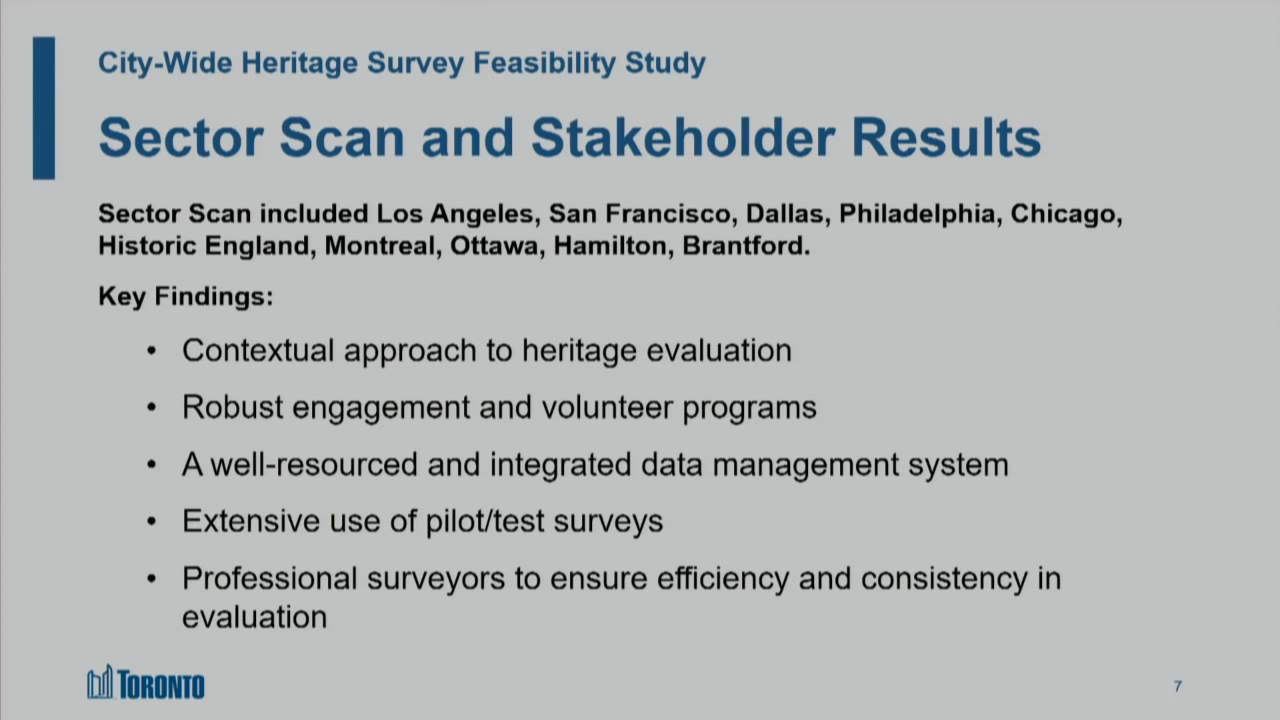 City-Wide Heritage Survey Feasibility Study
Sector Scan and Stakeholder Results
Sector Scan included Los Angeles, San Francisco, Dallas, Philadelphia, Chicago,
Historic England, Montreal, Ottawa, Hamilton, Brantford.
Key Findings:
• Contextual approach to heritage evaluation
• Robust engagement and volunteer programs
• A well-resourced and integrated data management system
• Extensive use of pilot/test surveys
• Professional surveyors to ensure efficiency and consistency in
evaluation
TORONTO
7